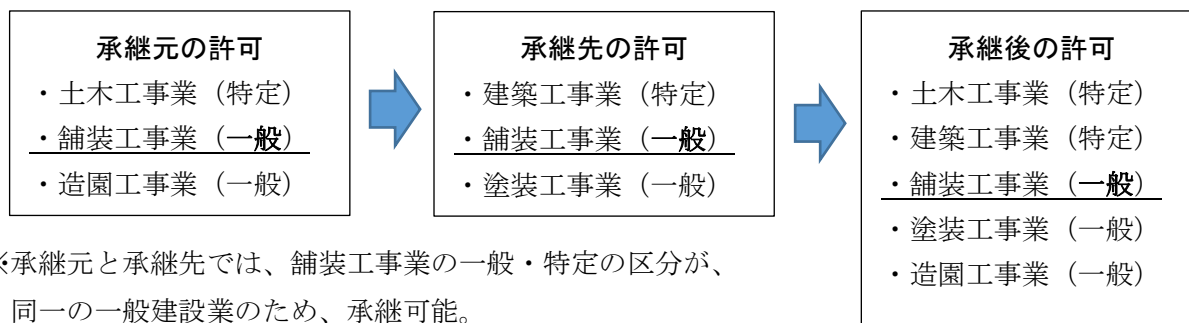 承継元の許可
・土木工事業（特定）
・舗装工事業（一般）
・造園工事業（一般）
承継先の許可
・建築工事業（特定）
・舗装工事業（一般）
・塗装工事業（一般）
承継後の許可
・土木工事業（特定）
・建築工事業（特定）
・舗装工事業（一般）
・塗装工事業（一般）
・造園工事業（一般）
※承継元と承継先では、舗装工事業の一般・特定の区分が、
同一の一般建設業のため、承継可能。